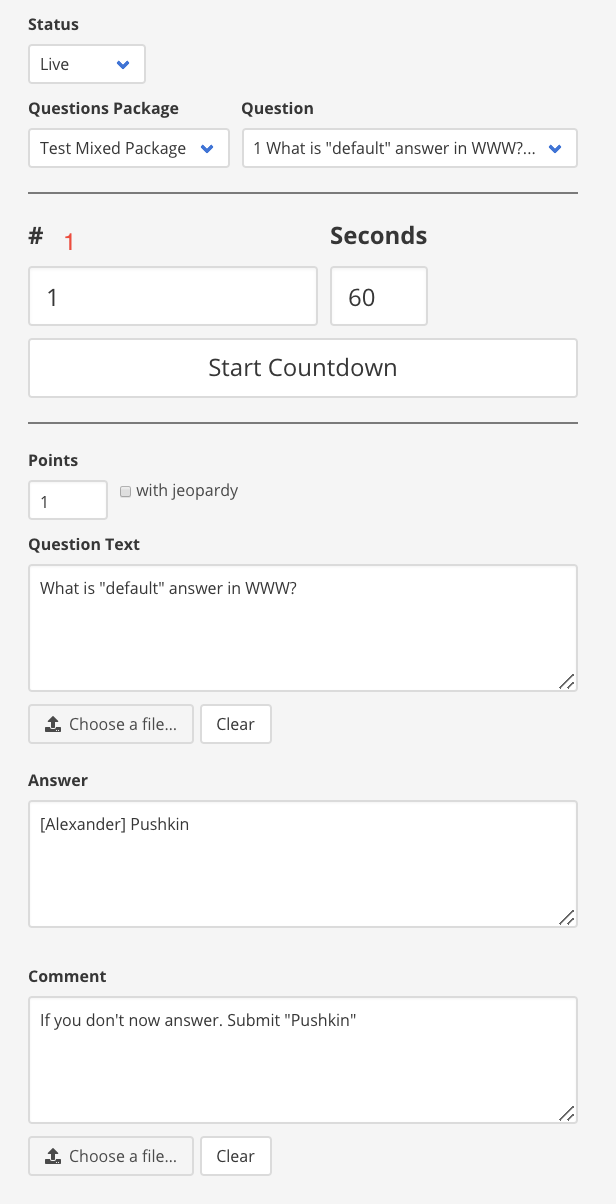 Status
Live
Questions Package Question
Test Mixed Package 1 What is "default" answer in WWW?...
# 1 Seconds
1 60
Start Countdown
Points
1 with jeopardy
Question Text
What is "default" answer in WWW?
Choose a file... Clear
Answer
[Alexander] Pushkin
Comment
If you don't now answer. Submit "Pushkin"
Choose a file... Clear